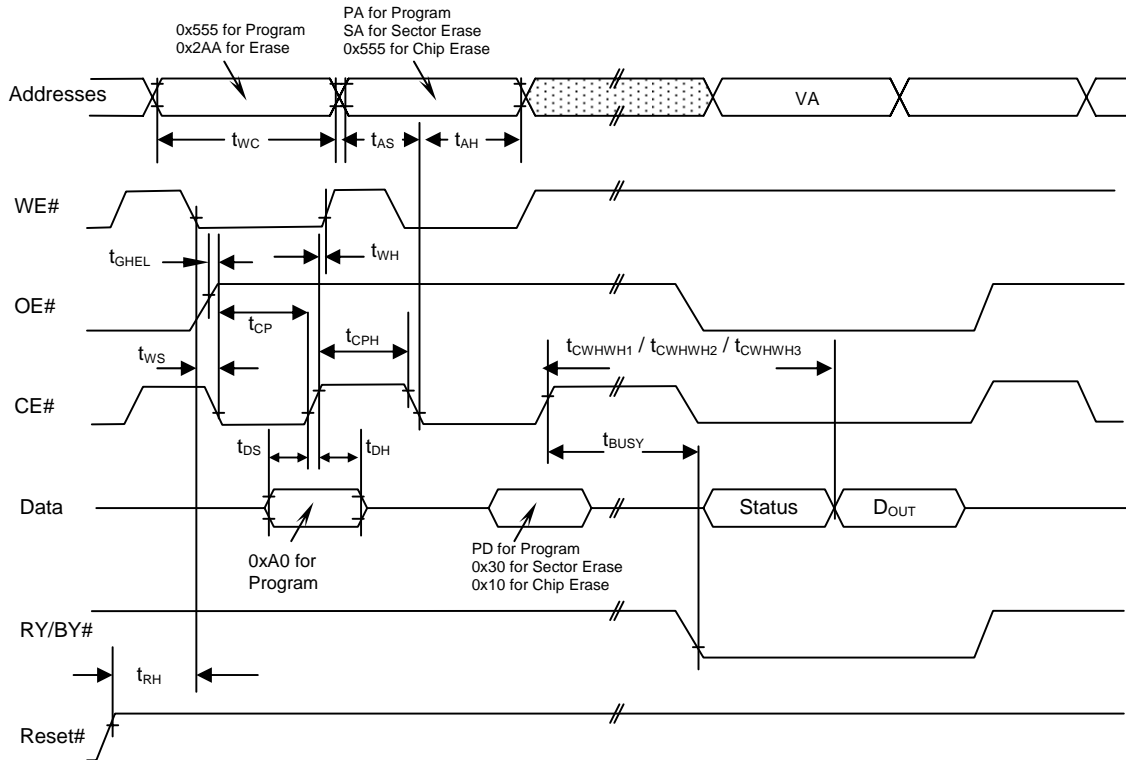 0x555 for Program
0x2AA for Erase
PA for Program
SA for Sector Erase
0x555 for Chip Erase
Addresses
VA
tWC
tAS
tAH
WE#
tGHEL
tWH
OE#
tCP
tCPH
tWS
tCWHWH1 / tCWHWH2 / tCWHWH3
CE#
tDS
tDH
tBUSY
Data
Status
DOUT
0xA0 for
Program
PD for Program
0x30 for Sector Erase
0x10 for Chip Erase
RY/BY#
tRH
Reset#